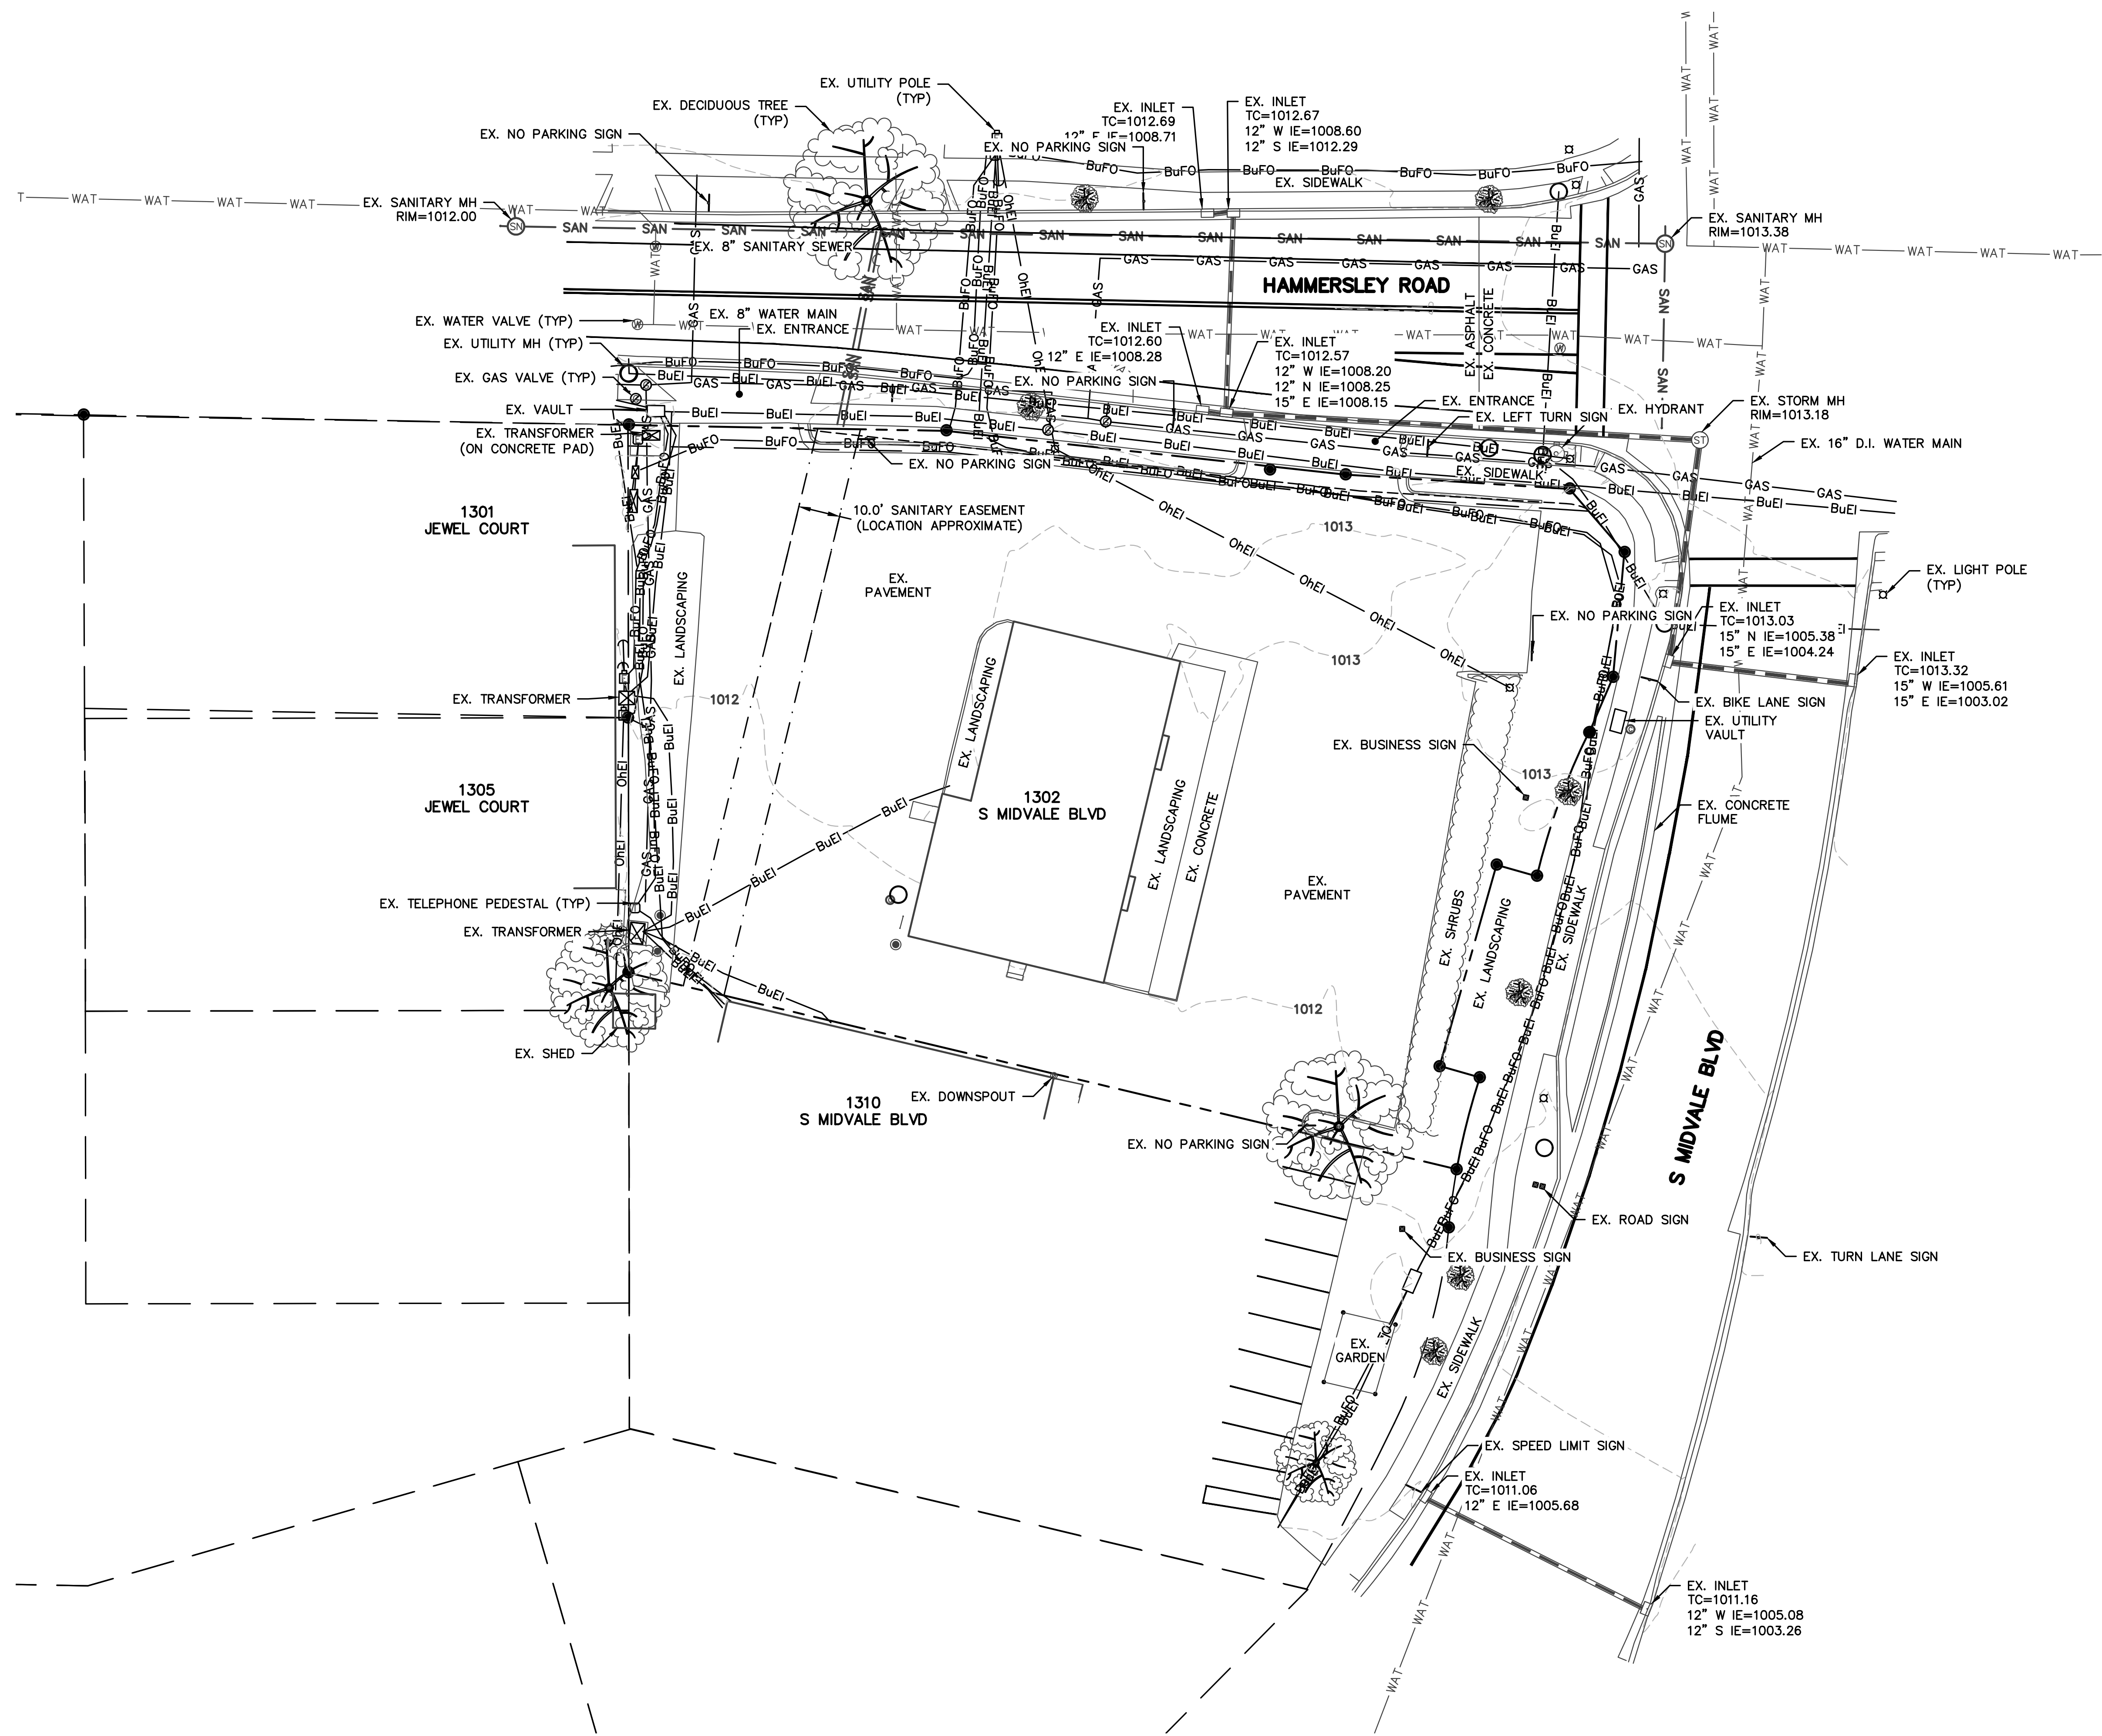 EX. UTILITY POLE
(TYP)
EX. DECIDUOUS TREE
(TYP)
EX. NO PARKING SIGN
EX. INLET
TC=1012.69
12" E IE=1008.71
EX. NO PARKING SIGN
EX. INLET
TC=1012.67
12" W IE=1008.60
12" S IE=1012.29
EX. SIDEWALK
EX. SANITARY MH
RIM=1012.00
EX. 8" SANITARY SEWER
EX. SANITARY MH
RIM=1013.38
HAMMERSLEY ROAD
EX. ASPHALT
EX. CONCRETE
EX. WATER VALVE (TYP)
EX. 8" WATER MAIN
EX. ENTRANCE
EX. UTILITY MH (TYP)
EX. GAS VALVE (TYP)
EX. VAULT
EX. TRANSFORMER
(ON CONCRETE PAD)
EX. INLET
TC=1012.60
12" E IE=1008.28
EX. NO PARKING SIGN
EX. INLET
TC=1012.57
12" W IE=1008.20
12" N IE=1008.25
15" E IE=1008.15
EX. ENTRANCE
EX. LEFT TURN SIGN
EX. HYDRANT
EX. STORM MH
RIM=1013.18
EX. 16" D.I. WATER MAIN
EX. NO PARKING SIGN
EX. SIDEWALK
1301
JEWEL COURT
10.0' SANITARY EASEMENT
(LOCATION APPROXIMATE)
1013
EX.
PAVEMENT
EX. LANDSCAPING
EX. LIGHT POLE
(TYP)
EX. NO PARKING SIGN
EX. INLET
TC=1013.03
15" N IE=1005.38
15" E IE=1004.24
EX. INLET
TC=1013.32
15" W IE=1005.61
15" E IE=1003.02
1013
EX. TRANSFORMER
1012
EX. LANDSCAPING
EX. BIKE LANE SIGN
EX. UTILITY
VAULT
EX. BUSINESS SIGN
1013
1305
JEWEL COURT
1302
S MIDVALE BLVD
EX. LANDSCAPING
EX. CONCRETE
EX. CONCRETE
FLUME
EX.
PAVEMENT
EX. SHRUBS
EX. LANDSCAPING
EX. SIDEWALK
EX. TELEPHONE PEDESTAL (TYP)
EX. TRANSFORMER
1012
EX. SHED
EX. DOWNSPOUT
1310
S MIDVALE BLVD
EX. NO PARKING SIGN
S MIDVALE BLVD
EX. ROAD SIGN
EX. BUSINESS SIGN
EX. TURN LANE SIGN
EX.
GARDEN
EX. SIDEWALK
EX. SPEED LIMIT SIGN
EX. INLET
TC=1011.06
12" E IE=1005.68
EX. INLET
TC=1011.16
12" W IE=1005.08
12" S IE=1003.26